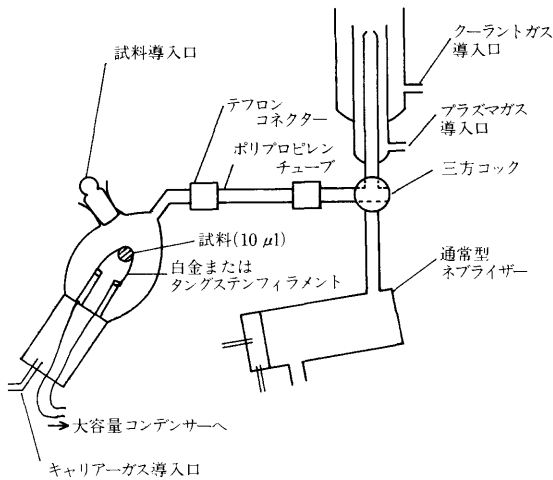 試料導入口
クーラントガス
導入口
テフロン
コネクター
プラズマガス
導入口
ポリプロピレン
チューブ
三方コック
試料(10 μl)
白金または
タングステンフィラメント
通常型
ネブライザー
大容量コンデンサーへ
キャリアーガス導入口